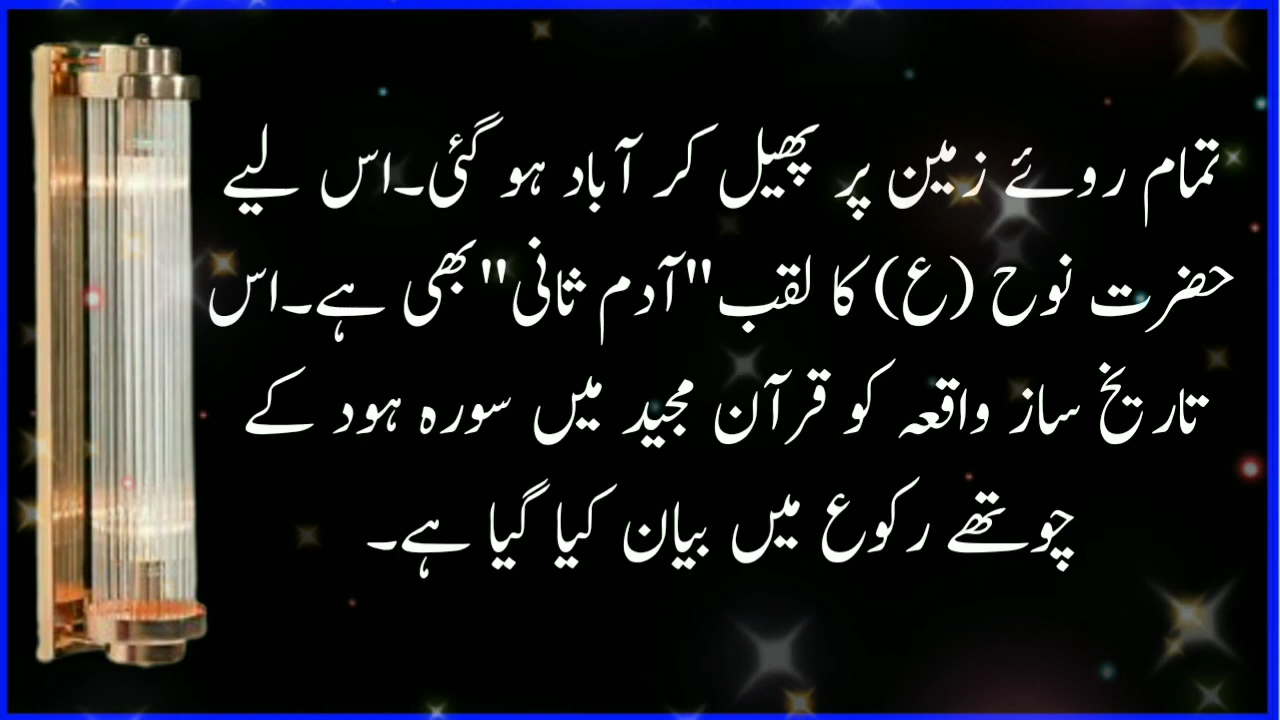 تمام روئے زمین پر پھیل کر آباد ہو گئی۔اس لیے
حضرت نوح (ع) کا لقب "آدم ثانی" بھی ہے۔اس
تاریخ ساز واقعہ کو قرآن مجید میں سورہ ہود کے
چوتھے رکوع میں بیان کیا گیا ہے۔